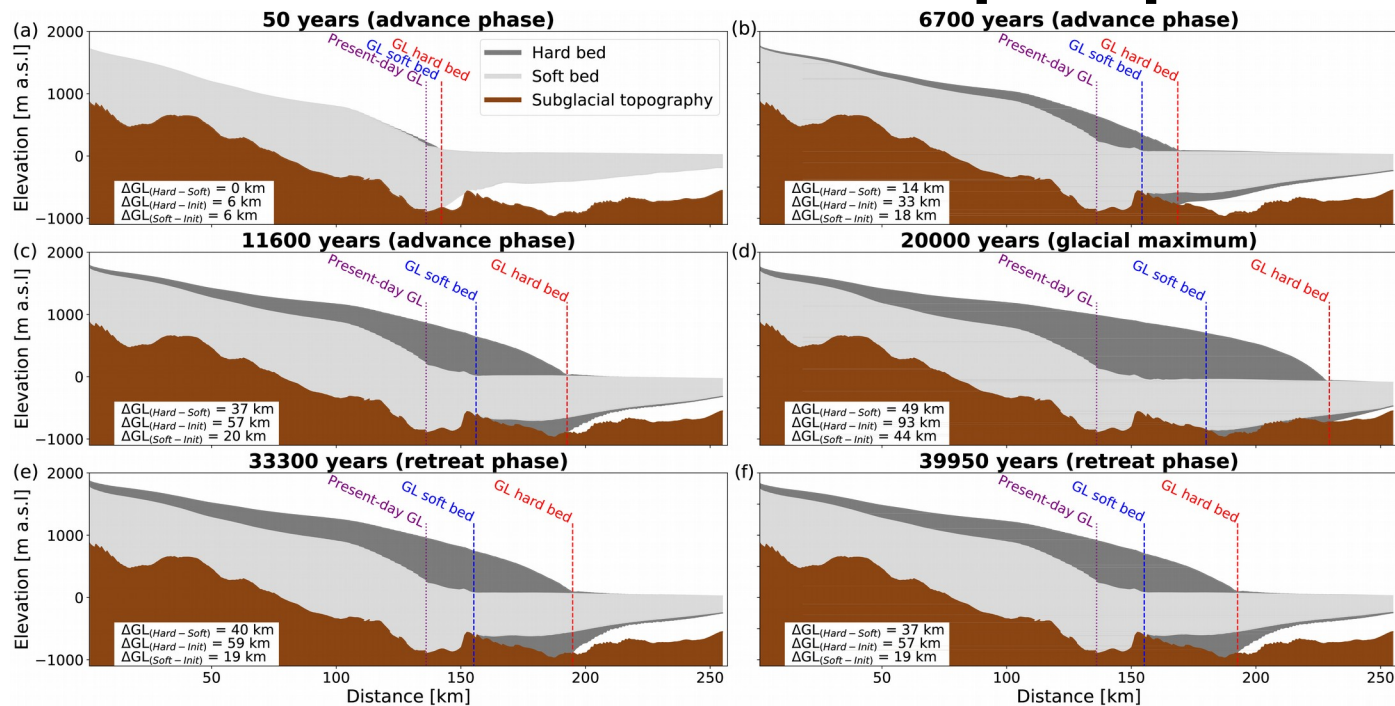 50 years (advance phase)
(a)
Elevation [m a.s.l]
2000
1000
0
−1000
Present-day GL
GL soft bed
GL hard bed
Hard bed
Soft bed
Subglacial topography
ΔGL(Hard − Soft) = 0 km
ΔGL(Hard − Init) = 6 km
ΔGL(Soft − Init) = 6 km
6700 years (advance phase)
(b)
Present-day GL
GL soft bed
GL hard bed
ΔGL(Hard − Soft) = 14 km
ΔGL(Hard − Init) = 33 km
ΔGL(Soft − Init) = 18 km
11600 years (advance phase)
(c)
Elevation [m a.s.l]
2000
1000
0
−1000
Present-day GL
GL soft bed
GL hard bed
ΔGL(Hard − Soft) = 37 km
ΔGL(Hard − Init) = 57 km
ΔGL(Soft − Init) = 20 km
20000 years (glacial maximum)
(d)
Present-day GL
GL soft bed
GL hard bed
ΔGL(Hard − Soft) = 49 km
ΔGL(Hard − Init) = 93 km
ΔGL(Soft − Init) = 44 km
33300 years (retreat phase)
(e)
Elevation [m a.s.l]
2000
1000
0
−1000
Present-day GL
GL soft bed
GL hard bed
ΔGL(Hard − Soft) = 40 km
ΔGL(Hard − Init) = 59 km
ΔGL(Soft − Init) = 19 km
50 100 150 200 250
Distance [km]
39950 years (retreat phase)
(f)
Present-day GL
GL soft bed
GL hard bed
ΔGL(Hard − Soft) = 37 km
ΔGL(Hard − Init) = 57 km
ΔGL(Soft − Init) = 19 km
50 100 150 200 250
Distance [km]